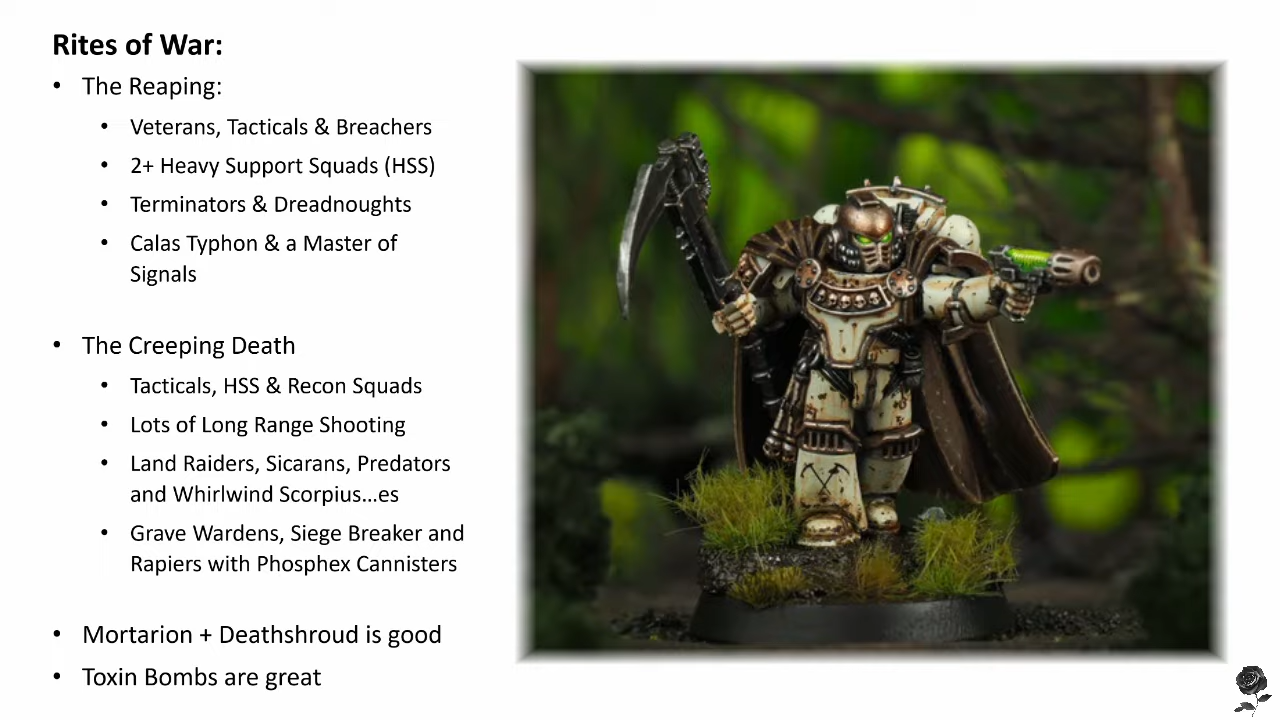 Rites of War:
• The Reaping:
• Veterans, Tacticals & Breachers
• 2+ Heavy Support Squads (HSS)
• Terminators & Dreadnoughts
• Calas Typhon & a Master of
Signals
• The Creeping Death
• Tacticals, HSS & Recon Squads
• Lots of Long Range Shooting
• Land Raiders, Sicarans, Predators
and Whirlwind Scorpius...es
• Grave Wardens, Siege Breaker and
Rapiers with Phosphex Cannisters
• Mortarion + Deathshroud is good
• Toxin Bombs are great